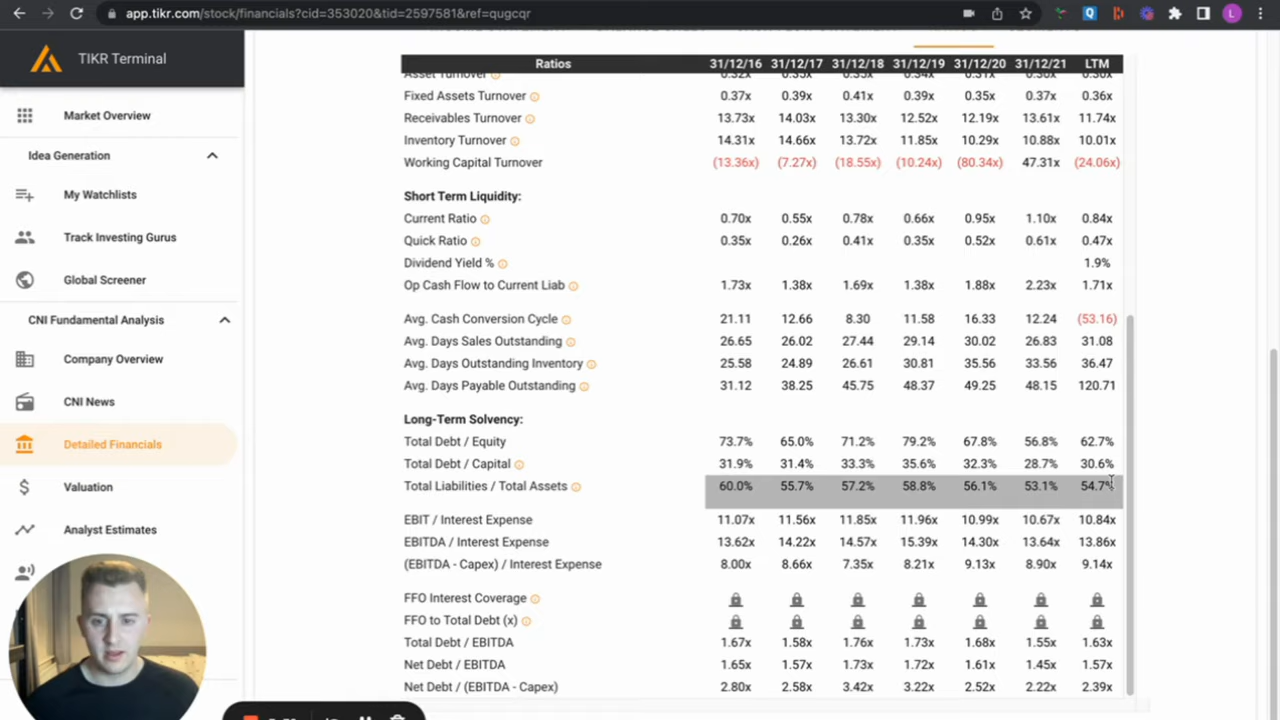 app.tikr.com/stock/financials?cid=353020&tid=2597581&ref=qugcqr
L
TIKR Terminal
Market Overview
Idea Generation
My Watchlists
Track Investing Gurus
Global Screener
CNI Fundamental Analysis
Company Overview
CNI News
Detailed Financials
Valuation
Analyst Estimates
Ratios 31/12/16 31/12/17 31/12/18 31/12/19 31/12/20 31/12/21 LTM
Asset Turnover 0.32x 0.35x 0.35x 0.34x 0.31x 0.30x 0.30x
Fixed Assets Turnover 0.37x 0.39x 0.41x 0.39x 0.35x 0.37x 0.36x
Receivables Turnover 13.73x 14.03x 13.30x 12.52x 12.19x 13.61x 11.74x
Inventory Turnover 14.31x 14.66x 13.72x 11.85x 10.29x 10.88x 10.01x
Working Capital Turnover (13.36x) (7.27x) (18.55x) (10.24x) (80.34x) 47.31x (24.06x)
Short Term Liquidity:
Current Ratio 0.70x 0.55x 0.78x 0.66x 0.95x 1.10x 0.84x
Quick Ratio 0.35x 0.26x 0.41x 0.35x 0.52x 0.61x 0.47x
Dividend Yield % 1.9%
Op Cash Flow to Current Liab 1.73x 1.38x 1.69x 1.38x 1.88x 2.23x 1.71x
Avg. Cash Conversion Cycle 21.11 12.66 8.30 11.58 16.33 12.24 (53.16)
Avg. Days Sales Outstanding 26.65 26.02 27.44 29.14 30.02 26.83 31.08
Avg. Days Outstanding Inventory 25.58 24.89 26.61 30.81 35.56 33.56 36.47
Avg. Days Payable Outstanding 31.12 38.25 45.75 48.37 49.25 48.15 120.71
Long-Term Solvency:
Total Debt / Equity 73.7% 65.0% 71.2% 79.2% 67.8% 56.8% 62.7%
Total Debt / Capital 31.9% 31.4% 33.3% 35.6% 32.3% 28.7% 30.6%
Total Liabilities / Total Assets 60.0% 55.7% 57.2% 58.8% 56.1% 53.1% 54.7%
EBIT / Interest Expense 11.07x 11.56x 11.85x 11.96x 10.99x 10.67x 10.84x
EBITDA / Interest Expense 13.62x 14.22x 14.57x 15.39x 14.30x 13.64x 13.86x
(EBITDA - Capex) / Interest Expense 8.00x 8.66x 7.35x 8.21x 9.13x 8.90x 9.14x
FFO Interest Coverage
FFO to Total Debt (x)
Total Debt / EBITDA 1.67x 1.58x 1.76x 1.73x 1.68x 1.55x 1.63x
Net Debt / EBITDA 1.65x 1.57x 1.73x 1.72x 1.61x 1.45x 1.57x
Net Debt / (EBITDA - Capex) 2.80x 2.58x 3.42x 3.22x 2.52x 2.22x 2.39x